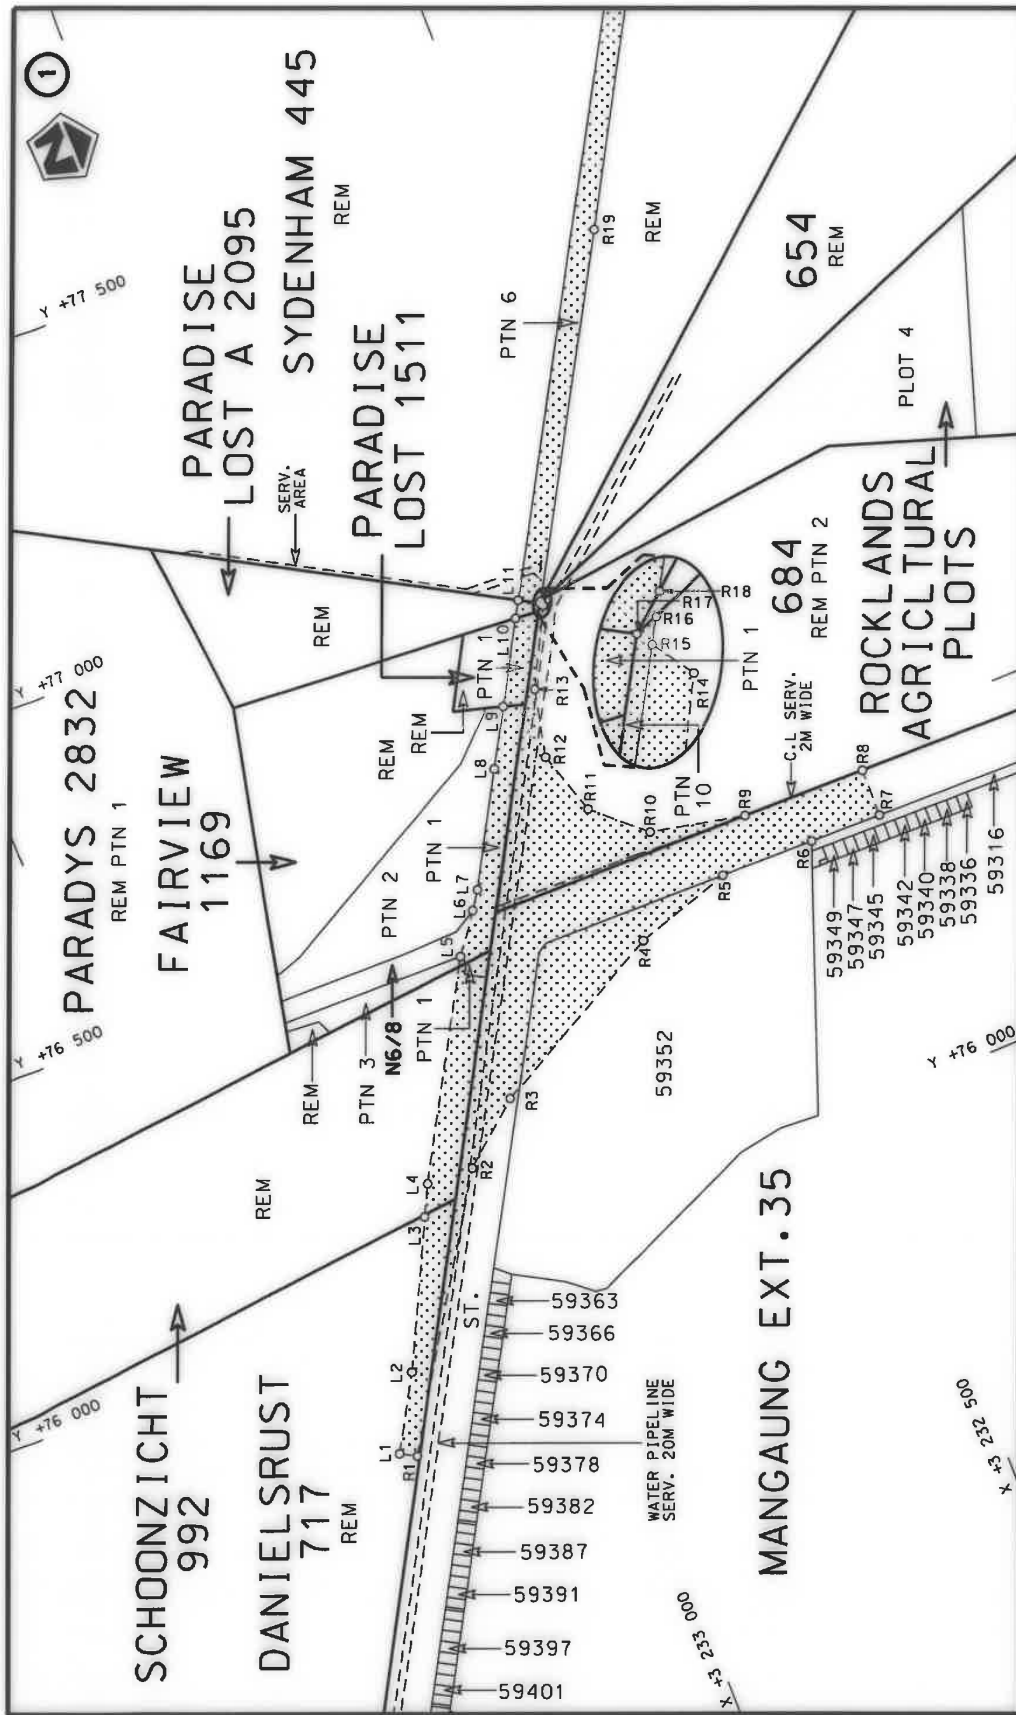 1
N
Y +77 500
Y +77 000
Y +76 500
Y +76 000
PARADISE
LOST A 2095
SYDENHAM 445
REM
SERV.
AREA
PARADISE
LOST 1511
PTN 6
R19
REM
654
REM
PLOT 4
PARADYS 2832
REM PTN 1
FAIRVIEW
1169
REM
REM
REM
PTN 1
PTN 2
PTN 1
L11
L10
L9
L8
L7
L6
L5
R13
R12
R11
R10
R9
R8
R7
R6
R5
R4
R3
R2
R18
R17
R16
R15
R14
PTN 1
PTN
10
684
REM PTN 2
C.L SERV.
2M WIDE
ROCKLANDS
AGRICLTURAL
PLOTS
59349
59347
59345
59342
59340
59338
59336
59316
Y +76 000
REM
PTN 3
N6/8
PTN 1
59352
REM
L4
L3
SCHOONZICHT
992
DANIELSRUST
717
REM
L2
L1
R1
ST.
59363
59366
59370
59374
59378
59382
59387
59391
59397
59401
WATER PIPELINE
SERV. 20M WIDE
MANGAUNG EXT.35
X +3 232 500
X +3 233 000